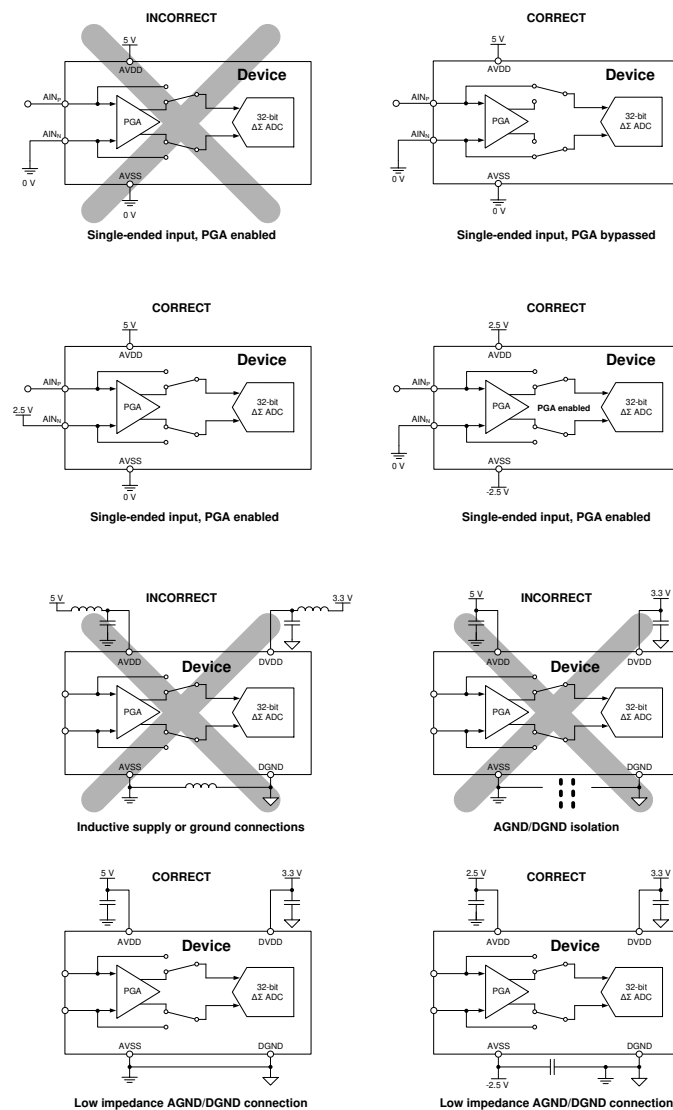 INCORRECT
5 V
AVDD
Device
AINP
AINN
PGA
32-bit
ΔΣ ADC
AVSS
0 V
0 V
Single-ended input, PGA enabled
CORRECT
5 V
AVDD
Device
AINP
AINN
PGA
32-bit
ΔΣ ADC
AVSS
0 V
0 V
Single-ended input, PGA bypassed
CORRECT
5 V
AVDD
Device
AINP
2.5 V
AINN
PGA
32-bit
ΔΣ ADC
AVSS
0 V
Single-ended input, PGA enabled
CORRECT
2.5 V
AVDD
Device
AINP
AINN
PGA
PGA enabled
32-bit
ΔΣ ADC
0 V
AVSS
-2.5 V
Single-ended input, PGA enabled
INCORRECT
5 V
3.3 V
AVDD
DVDD
Device
PGA
32-bit
ΔΣ ADC
AVSS
DGND
Inductive supply or ground connections
INCORRECT
5 V
3.3 V
AVDD
DVDD
Device
PGA
32-bit
ΔΣ ADC
AVSS
DGND
AGND/DGND isolation
CORRECT
5 V
3.3 V
AVDD
DVDD
Device
PGA
32-bit
ΔΣ ADC
AVSS
DGND
Low impedance AGND/DGND connection
CORRECT
2.5 V
3.3 V
AVDD
DVDD
Device
PGA
32-bit
ΔΣ ADC
AVSS
DGND
-2.5 V
Low impedance AGND/DGND connection